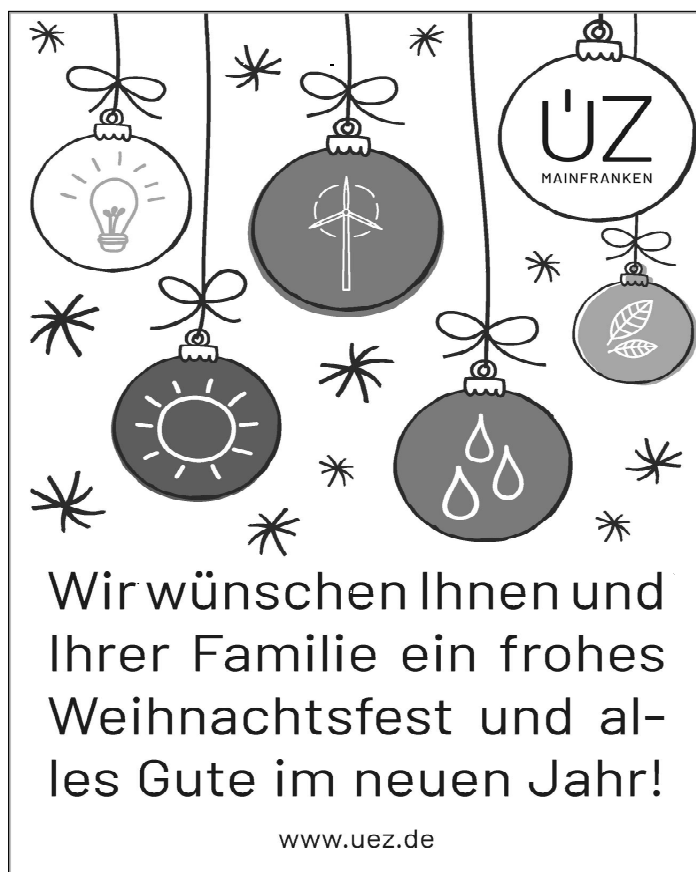 ÜZ
MAINFRANKEN
Wir wünschen Ihnen und
Ihrer Familie ein frohes
Weihnachtsfest und al-
les Gute im neuen Jahr!
www.uez.de